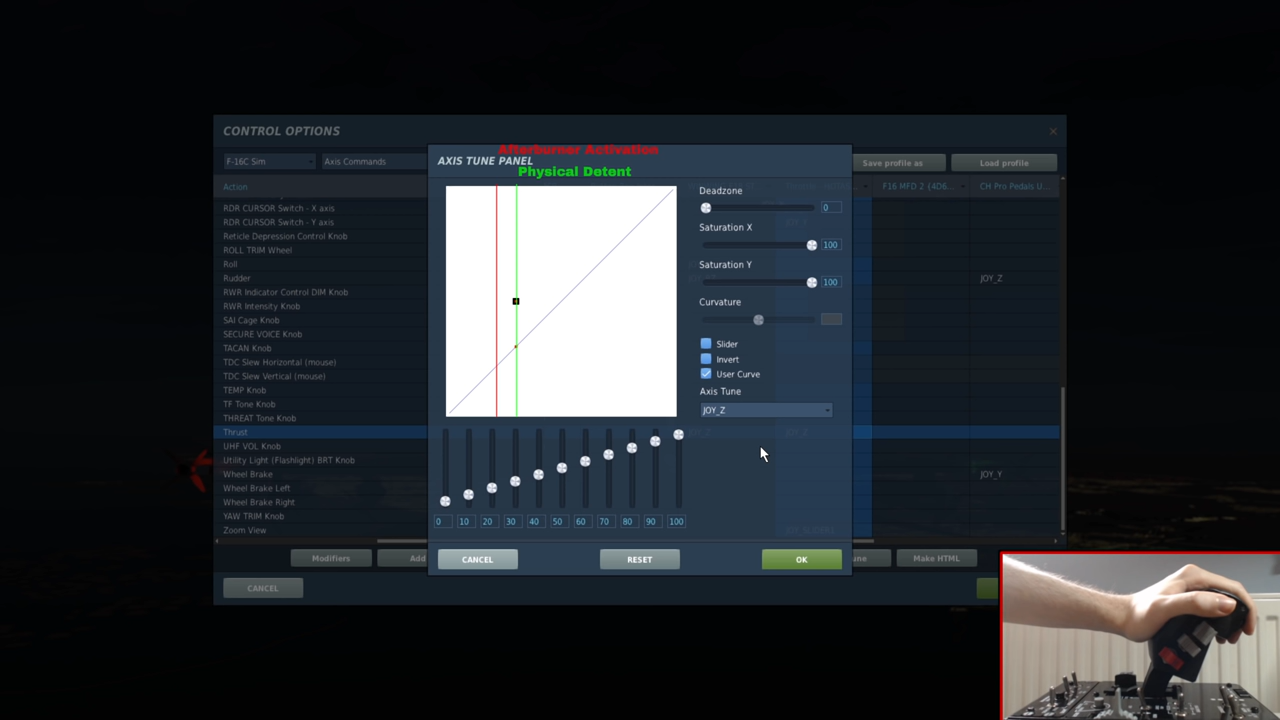 CONTROL OPTIONS
F-16C Sim
Axis Commands
Save profile as
Load profile
Afterburner Activation
AXIS TUNE PANEL
Physical Detent
Action
F16 MFD 2 {4D6...
CH Pro Pedals U...
RDR CURSOR Switch - X axis
RDR CURSOR Switch - Y axis
Reticle Depression Control Knob
ROLL TRIM Wheel
Roll
Rudder
JOY_Z
RWR Indicator Control DIM Knob
RWR Intensity Knob
SAI Cage Knob
SECURE VOICE Knob
TACAN Knob
TDC Slew Horizontal (mouse)
TDC Slew Vertical (mouse)
TEMP Knob
TF Tone Knob
THREAT Tone Knob
Thrust
UHF VOL Knob
Utility Light (Flashlight) BRT Knob
Wheel Brake
JOY_Y
Wheel Brake Left
Wheel Brake Right
YAW TRIM Knob
Zoom View
Deadzone
0
Saturation X
100
Saturation Y
100
Curvature
Slider
Invert
User Curve
Axis Tune
JOY_Z
0 10 20 30 40 50 60 70 80 90 100
CANCEL
RESET
OK
Modifiers
Add
Make HTML
CANCEL